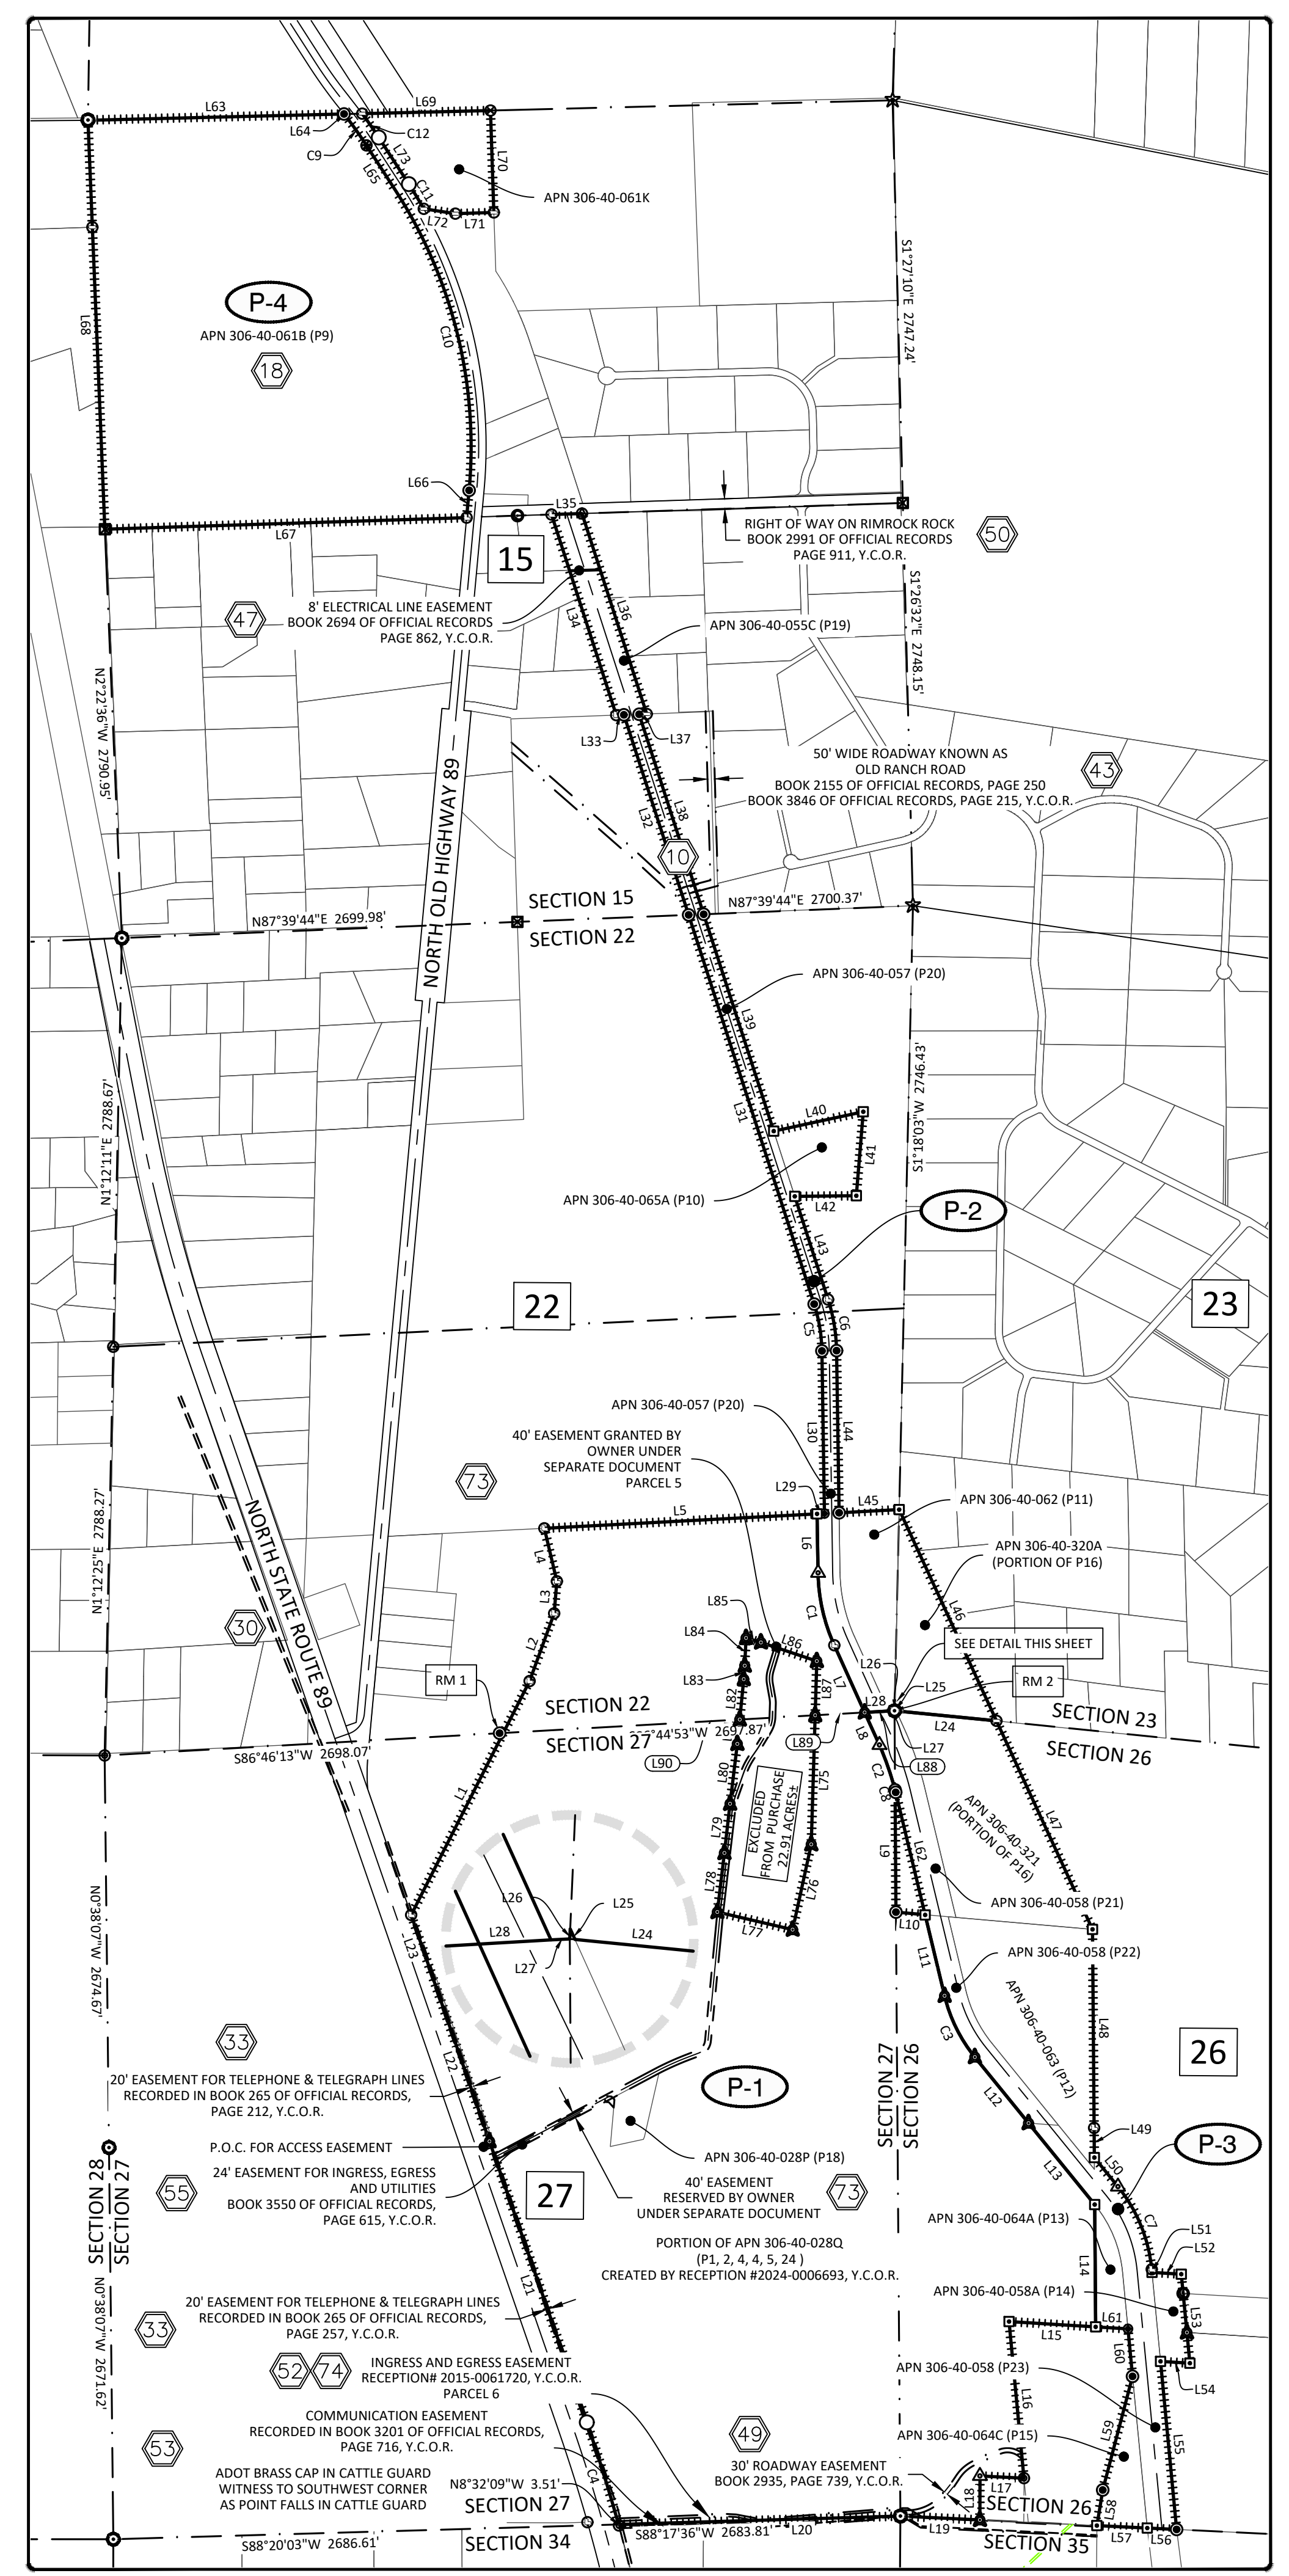 L63
L69
L64
C12
C9
L73
L65
L70
C11
APN 306-40-061K
L72
L71
S1°27'10"E 2747.24'
P-4
APN 306-40-061B (P9)
18
L68
C10
L66
L35
L67
RIGHT OF WAY ON RIMROCK ROCK
BOOK 2991 OF OFFICIAL RECORDS
PAGE 911, Y.C.O.R.
50
15
8' ELECTRICAL LINE EASEMENT
BOOK 2694 OF OFFICIAL RECORDS
PAGE 862, Y.C.O.R.
47
L34
L36
APN 306-40-055C (P19)
S1°26'32"E 2748.15'
N2°22'36"W 2790.95'
L33
L37
50' WIDE ROADWAY KNOWN AS
OLD RANCH ROAD
BOOK 2155 OF OFFICIAL RECORDS, PAGE 250
BOOK 3846 OF OFFICIAL RECORDS, PAGE 215, Y.C.O.R.
43
NORTH OLD HIGHWAY 89
L32
L38
10
SECTION 15
N87°39'44"E 2699.98'
N87°39'44"E 2700.37'
SECTION 22
APN 306-40-057 (P20)
L39
L31
L40
L41
L42
APN 306-40-065A (P10)
S1°18'03"W 2746.43'
N1°12'11"E 2788.67'
P-2
L43
22
23
C5
C6
APN 306-40-057 (P20)
L30
L44
40' EASEMENT GRANTED BY
OWNER UNDER
SEPARATE DOCUMENT
PARCEL 5
73
L29
L45
L5
APN 306-40-062 (P11)
N1°12'25"E 2788.27'
NORTH STATE ROUTE 89
L4
L6
APN 306-40-320A
(PORTION OF P16)
L3
C1
L46
30
L85
L84
L86
L2
SEE DETAIL THIS SHEET
L26
L83
RM 1
L87
L7
L25
RM 2
L82
SECTION 22
L28
L24
SECTION 23
SECTION 27
44'53"W 2697.87'
L89
L8
L27
SECTION 26
S86°46'13"W 2698.07'
L90
L88
C2
C8
L1
L80
L75
EXCLUDED
FROM PURCHASE
22.91 ACRES±
APN 306-40-321
(PORTION OF P16)
L47
L79
L9
L62
L78
L76
APN 306-40-058 (P21)
L26
L25
L10
L77
L23
L28
L24
L27
L11
APN 306-40-058 (P22)
N0°38'07"W 2674.67'
APN 306-40-063 (P12)
L48
C3
33
L22
20' EASEMENT FOR TELEPHONE & TELEGRAPH LINES
RECORDED IN BOOK 265 OF OFFICIAL RECORDS,
PAGE 212, Y.C.O.R.
P-1
SECTION 27
SECTION 26
26
L12
P.O.C. FOR ACCESS EASEMENT
APN 306-40-028P (P18)
L49
P-3
24' EASEMENT FOR INGRESS, EGRESS
AND UTILITIES
BOOK 3550 OF OFFICIAL RECORDS,
PAGE 615, Y.C.O.R.
55
SECTION 28
SECTION 27
27
40' EASEMENT
RESERVED BY OWNER
UNDER SEPARATE DOCUMENT
73
L13
L50
C7
APN 306-40-064A (P13)
L51
L52
PORTION OF APN 306-40-028Q
(P1, 2, 4, 4, 5, 24 )
CREATED BY RECEPTION #2024-0006693, Y.C.O.R.
L14
L21
APN 306-40-058A (P14)
20' EASEMENT FOR TELEPHONE & TELEGRAPH LINES
RECORDED IN BOOK 265 OF OFFICIAL RECORDS,
PAGE 257, Y.C.O.R.
33
N0°38'07"W 2671.62'
L53
L61
L15
L60
52
74
INGRESS AND EGRESS EASEMENT
RECEPTION# 2015-0061720, Y.C.O.R.
PARCEL 6
APN 306-40-058 (P23)
L54
L16
COMMUNICATION EASEMENT
RECORDED IN BOOK 3201 OF OFFICIAL RECORDS,
PAGE 716, Y.C.O.R.
49
APN 306-40-064C (P15)
L59
L55
53
30' ROADWAY EASEMENT
BOOK 2935, PAGE 739, Y.C.O.R.
ADOT BRASS CAP IN CATTLE GUARD
WITNESS TO SOUTHWEST CORNER
AS POINT FALLS IN CATTLE GUARD
C4
N8°32'09"W 3.51'
L17
L18
L58
SECTION 27
SECTION 26
S88°20'03"W 2686.61'
SECTION 34
S88°17'36"W 2683.81'
L20
L19
SECTION 35
L57
L56